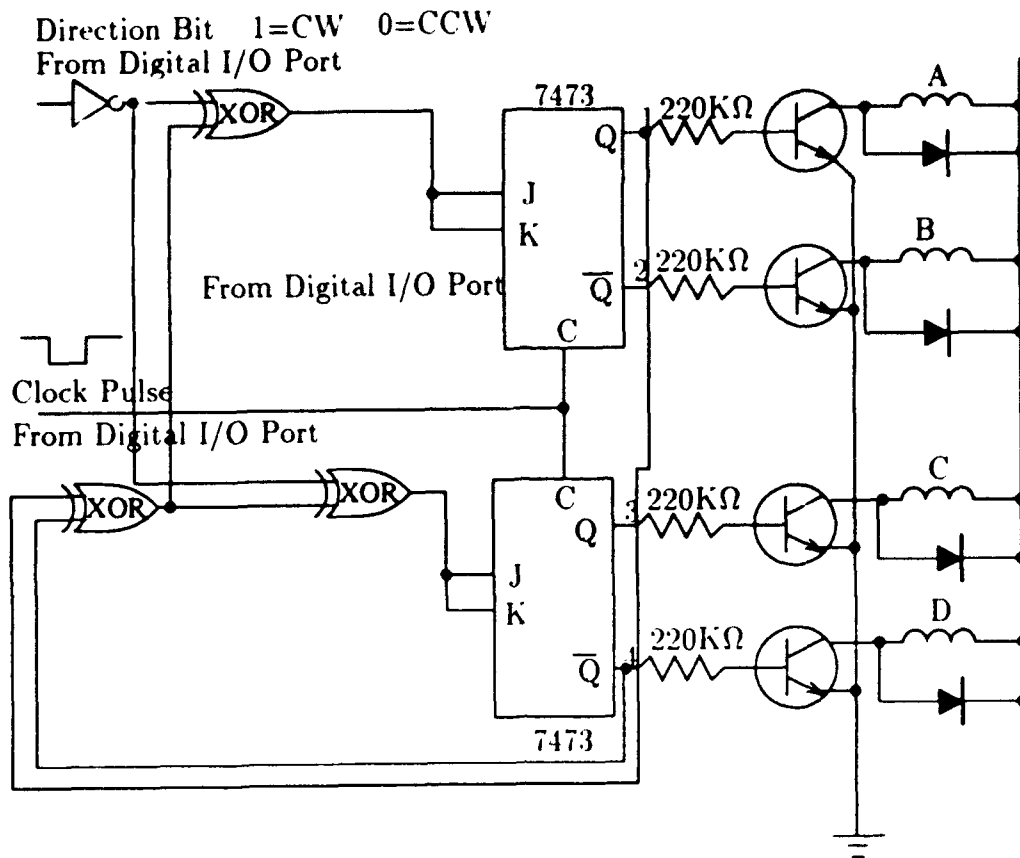 Direction Bit 1=CW 0=CCW
From Digital I/O Port
XOR
7473
Q
220KΩ
A
J
K
From Digital I/O Port
Q̅
2
220KΩ
B
C
Clock Pulse
From Digital I/O Port
XOR
XOR
C
Q
3
220KΩ
C
J
K
Q̅
220KΩ
D
7473